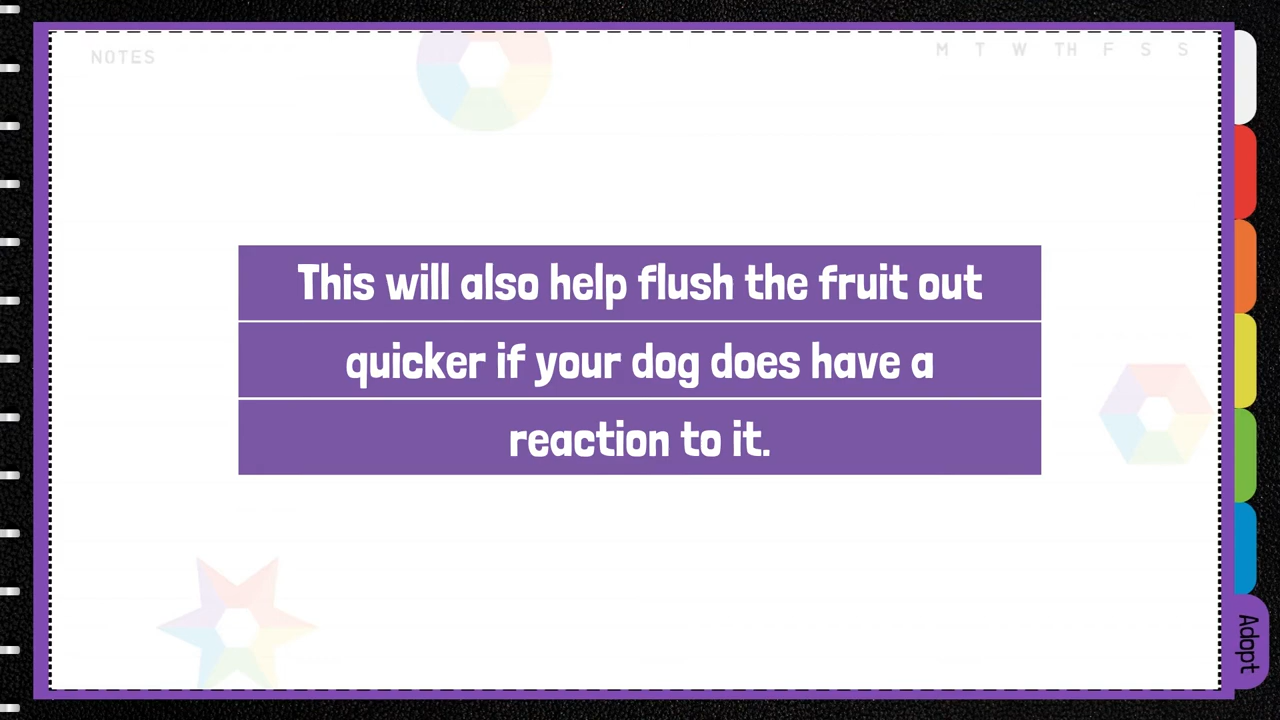 NOTES
M T W TH F S S
This will also help flush the fruit out
quicker if your dog does have a
reaction to it.
Adopt